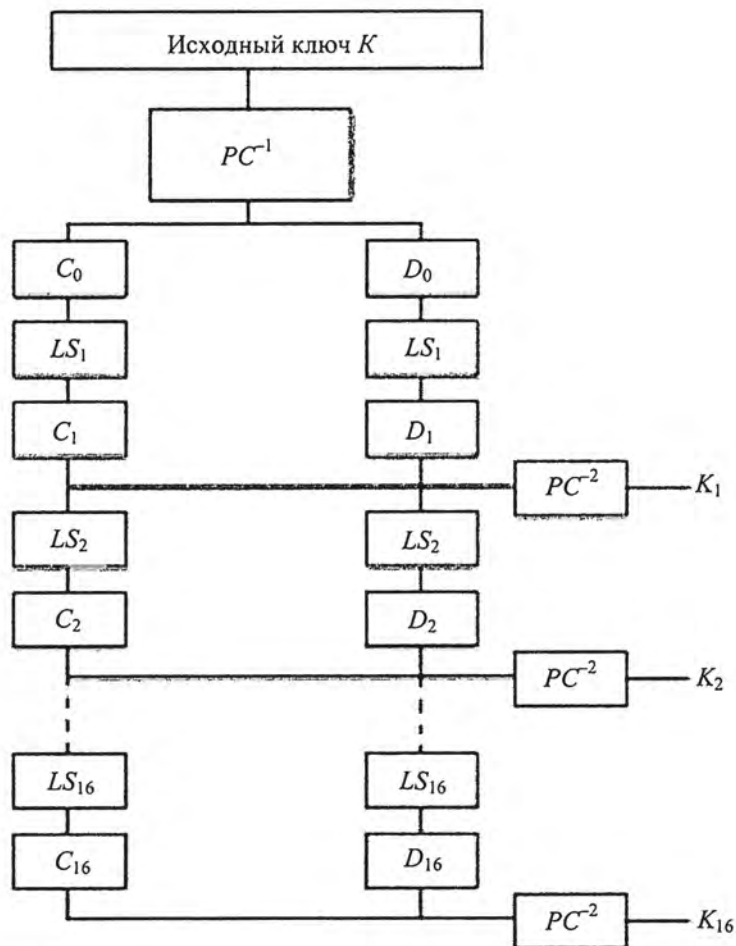 Исходный ключ K
PC⁻¹
C₀ D₀
LS₁ LS₁
C₁ D₁
PC⁻² K₁
LS₂ LS₂
C₂ D₂
PC⁻² K₂
LS₁₆ LS₁₆
C₁₆ D₁₆
PC⁻² K₁₆